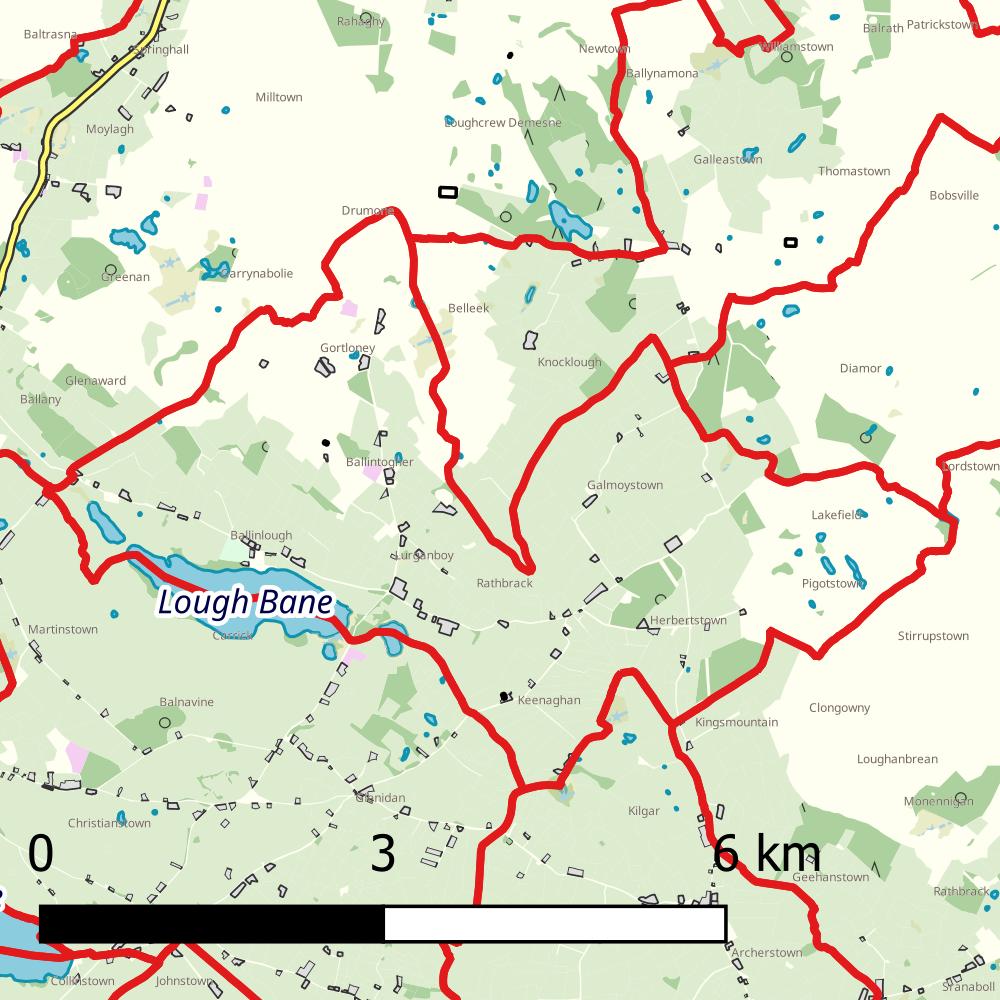 Rahaghy
Balrath
Patrickstown
Baltrasna
Springhall
Newtown
Williamstown
Ballynamona
Milltown
Loughcrew Demesne
Moylagh
Galleastown
Thomastown
Bobsville
Drumone
Greenan
Carrynabolie
Belleek
Gortloney
Knocklough
Diamor
Glenaward
Ballany
Ballintogher
Lordstown
Galmoystown
Lakefield
Ballinlough
Lurganboy
Rathbrack
Pigotstown
Lough Bane
Martinstown
Carrick
Herbertstown
Stirrupstown
Balnavine
Keenaghan
Clongowny
Kingsmountain
Loughanbrean
Glenidan
Monennigan
Christianstown
Kilgar
0 3 6 km
Geehanstown
Rathbrack
Archerstown
Collinstown
Johnstown
Sranaboll